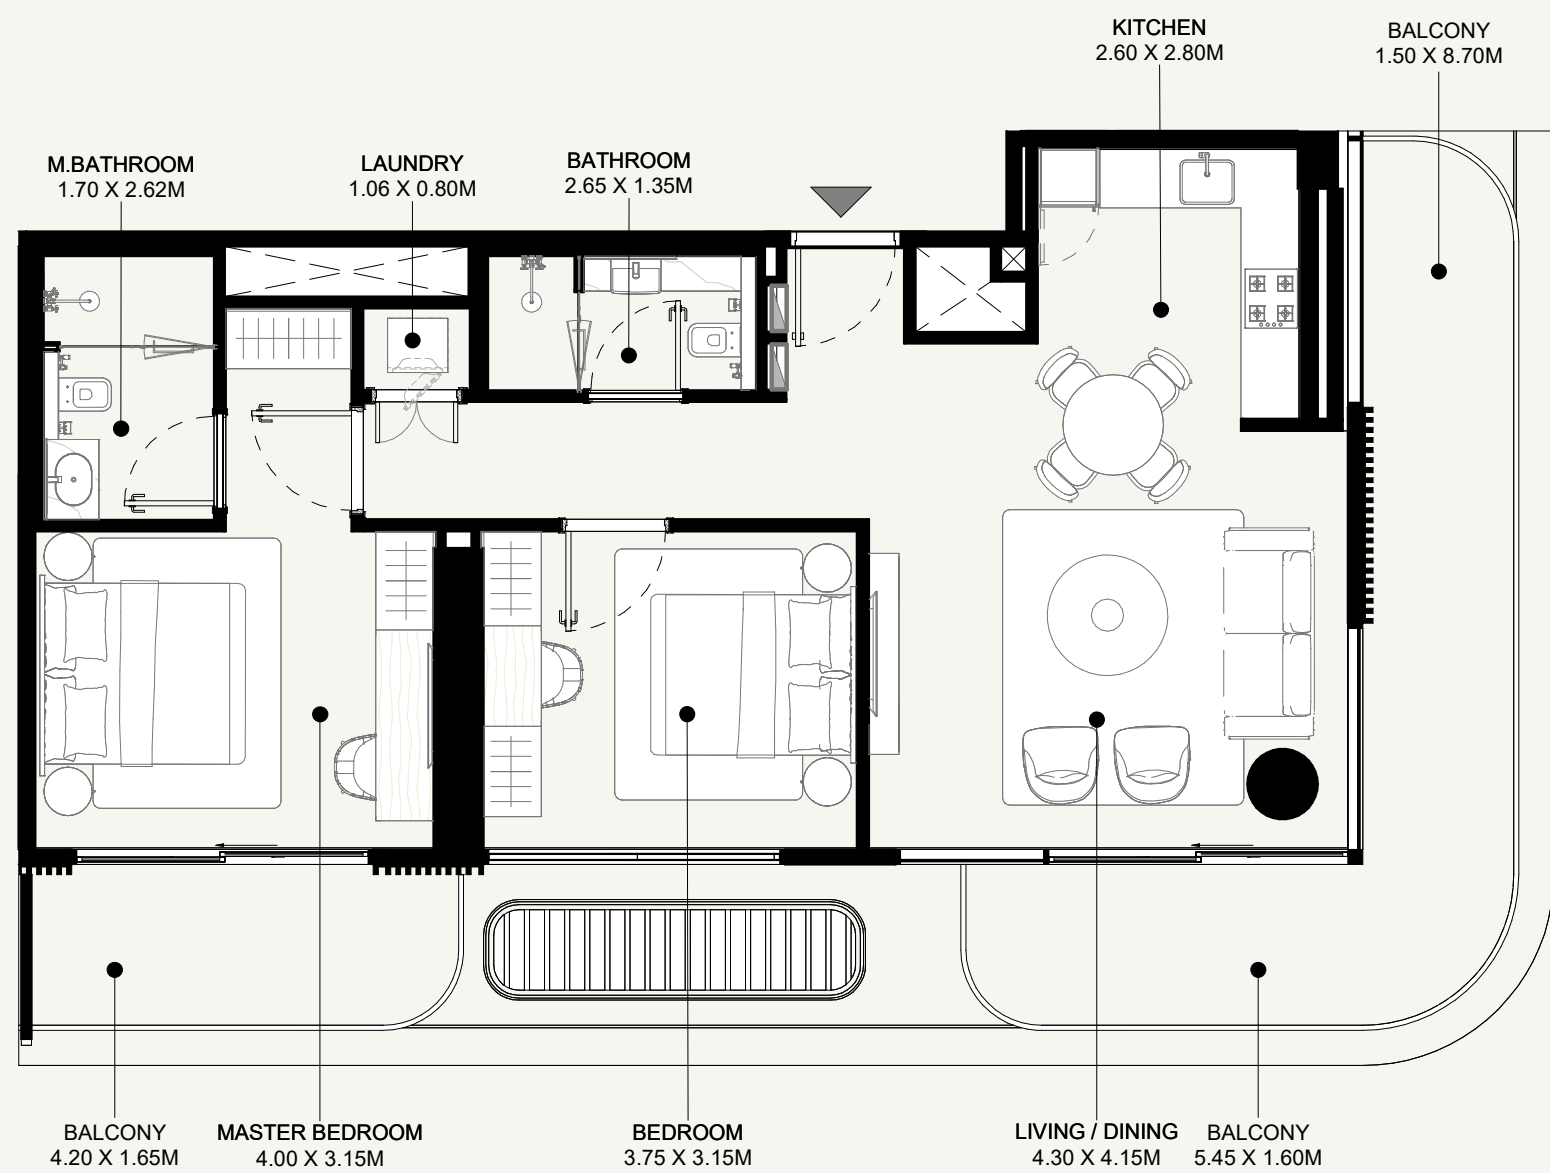 KITCHEN
2.60 X 2.80M
BALCONY
1.50 X 8.70M
M.BATHROOM
1.70 X 2.62M
LAUNDRY
1.06 X 0.80M
BATHROOM
2.65 X 1.35M
BALCONY
4.20 X 1.65M
MASTER BEDROOM
4.00 X 3.15M
BEDROOM
3.75 X 3.15M
LIVING / DINING
4.30 X 4.15M
BALCONY
5.45 X 1.60M